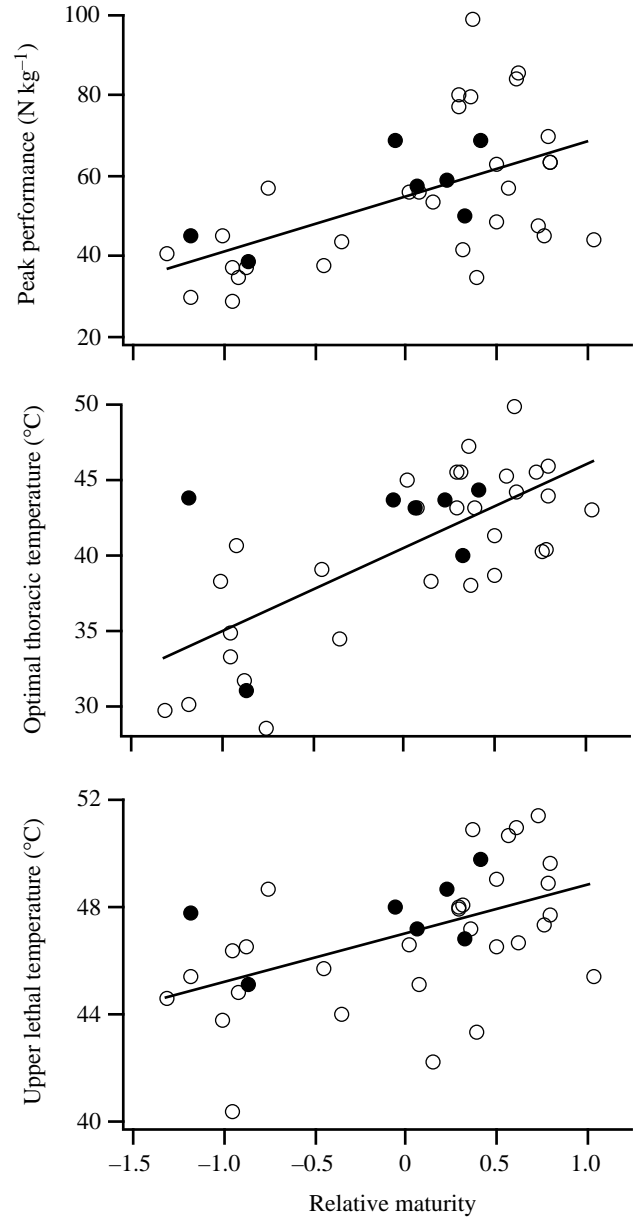 Peak performance (N kg⁻¹)
100
80
60
40
20
Optimal thoracic temperature (°C)
50
45
40
35
30
Upper lethal temperature (°C)
52
48
44
40
–1.5 –1.0 –0.5 0 0.5 1.0
Relative maturity